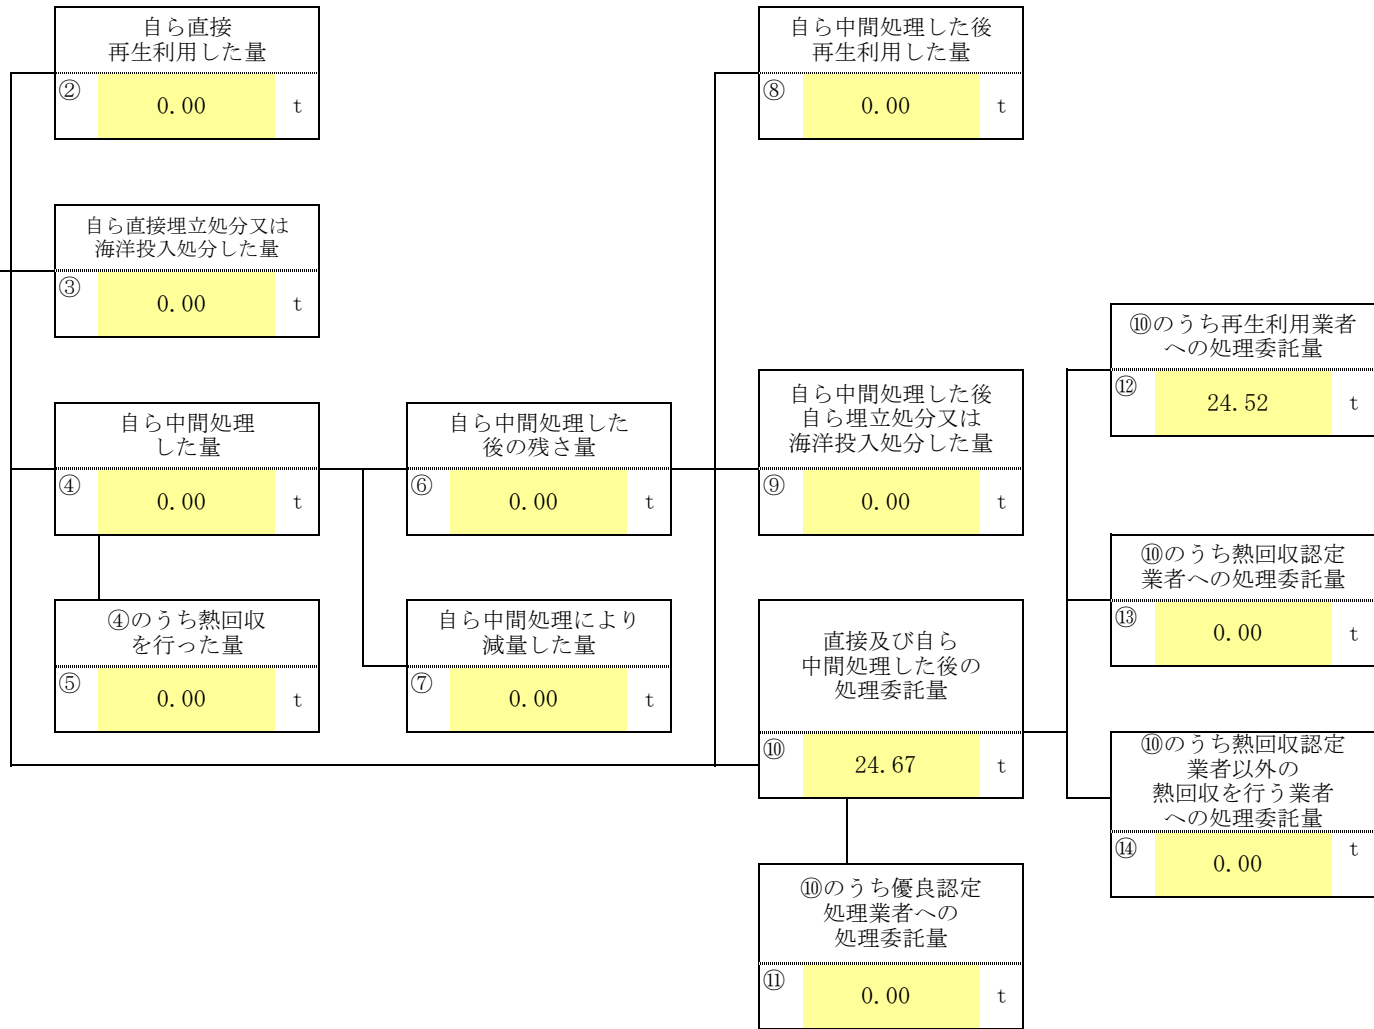 自ら直接
再生利用した量
② 0.00 t
自ら直接埋立処分又は
海洋投入処分した量
③ 0.00 t
自ら中間処理
した量
④ 0.00 t
④のうち熱回収
を行った量
⑤ 0.00 t
自ら中間処理した
後の残さ量
⑥ 0.00 t
自ら中間処理により
減量した量
⑦ 0.00 t
自ら中間処理した後
再生利用した量
⑧ 0.00 t
自ら中間処理した後
自ら埋立処分又は
海洋投入処分した量
⑨ 0.00 t
直接及び自ら
中間処理した後の
処理委託量
⑩ 24.67 t
⑩のうち優良認定
処理業者への
処理委託量
⑪ 0.00 t
⑩のうち再生利用業者
への処理委託量
⑫ 24.52 t
⑩のうち熱回収認定
業者への処理委託量
⑬ 0.00 t
⑩のうち熱回収認定
業者以外の
熱回収を行う業者
への処理委託量
⑭ 0.00 t